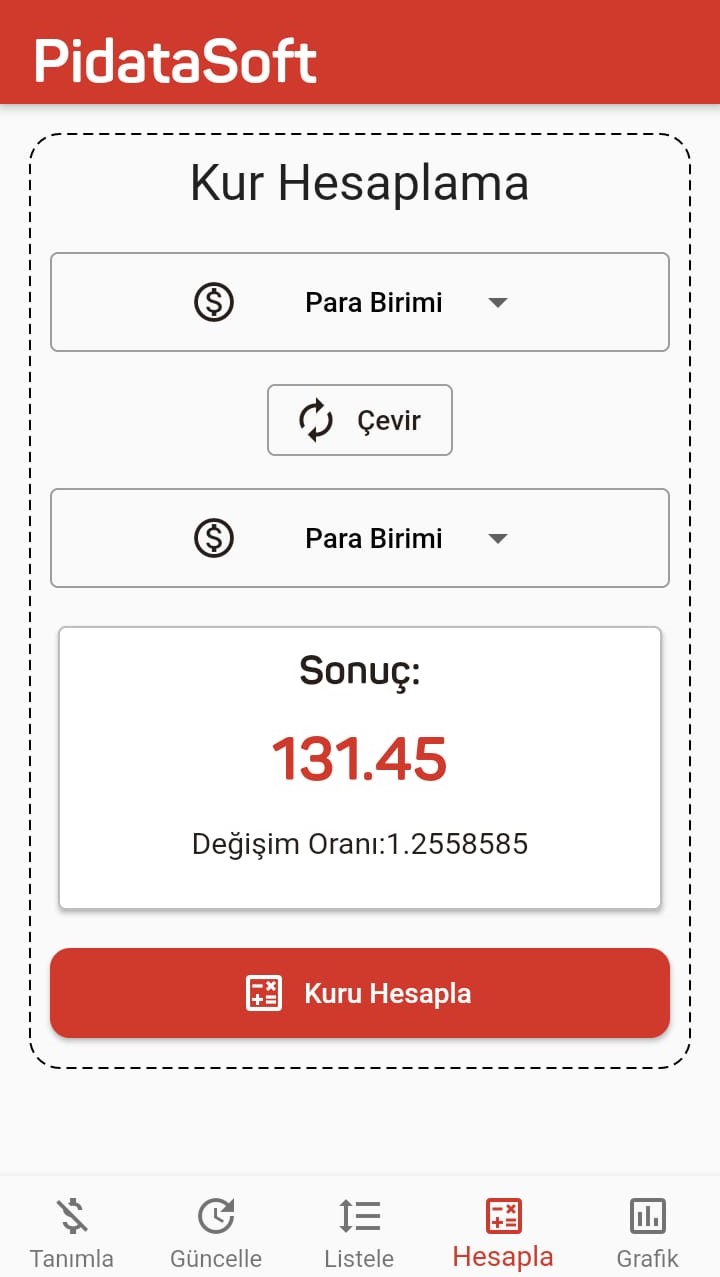 PidataSoft
Kur Hesaplama
Para Birimi
Çevir
Para Birimi
Sonuç:
131.45
Değişim Oranı:1.2558585
Kuru Hesapla
Tanımla Güncelle Listele Hesapla Grafik